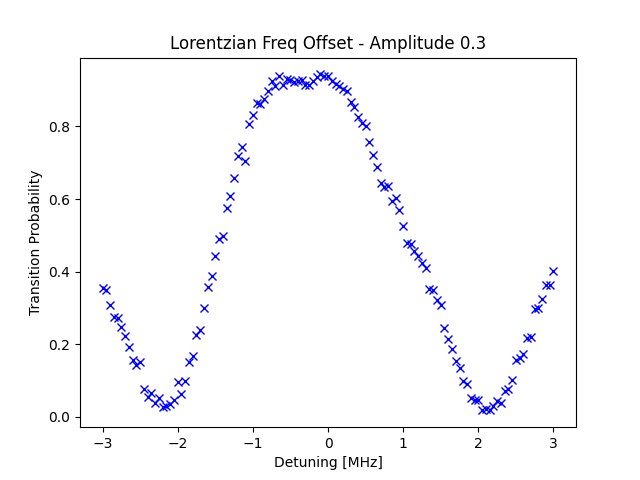 Lorentzian Freq Offset - Amplitude 0.3
Transition Probability
0.8
0.6
0.4
0.2
0.0
−3 −2 −1 0 1 2 3
Detuning [MHz]